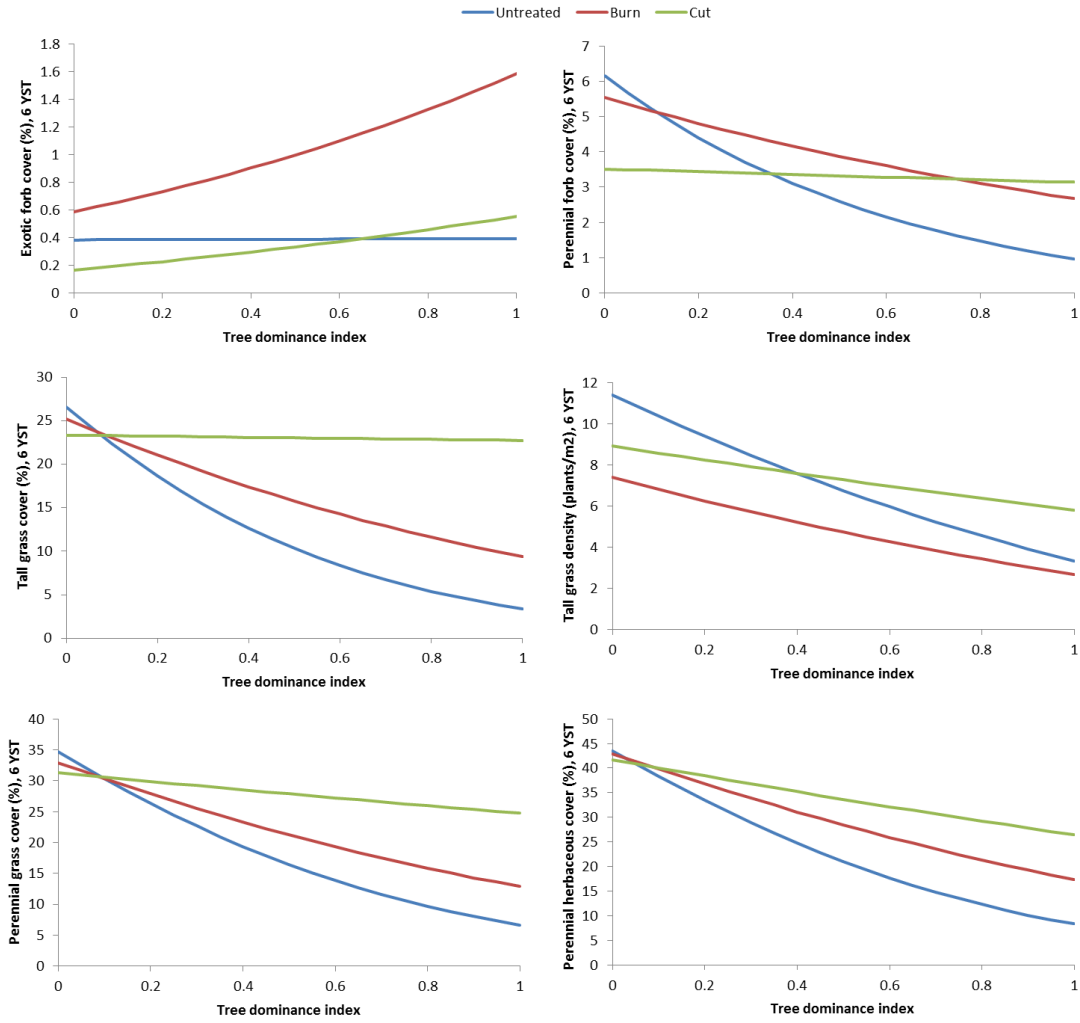 Untreated Burn Cut
Exotic forb cover (%), 6 YST
1.8
1.6
1.4
1.2
1
0.8
0.6
0.4
0.2
0
0 0.2 0.4 0.6 0.8 1
Tree dominance index
Perennial forb cover (%), 6 YST
7
6
5
4
3
2
1
0
0 0.2 0.4 0.6 0.8 1
Tree dominance index
Tall grass cover (%), 6 YST
30
25
20
15
10
5
0
0 0.2 0.4 0.6 0.8 1
Tree dominance index
Tall grass density (plants/m2), 6 YST
12
10
8
6
4
2
0
0 0.2 0.4 0.6 0.8 1
Tree dominance index
Perennial grass cover (%), 6 YST
40
35
30
25
20
15
10
5
0
0 0.2 0.4 0.6 0.8 1
Tree dominance index
Perennial herbaceous cover (%), 6 YST
50
45
40
35
30
25
20
15
10
5
0
0 0.2 0.4 0.6 0.8 1
Tree dominance index